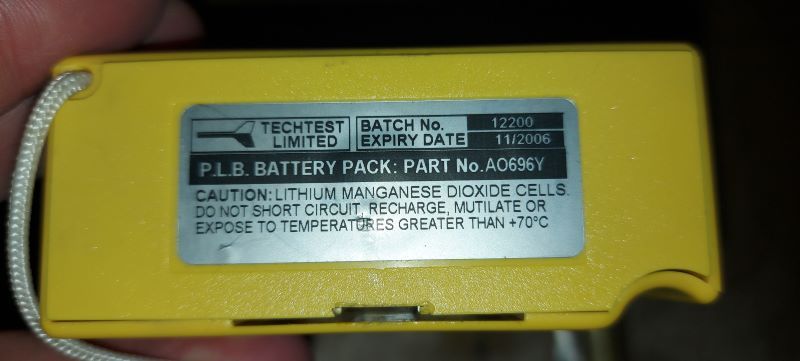 TECHTEST
LIMITED
BATCH No. 12200
EXPIRY DATE 11/2006
P.L.B. BATTERY PACK: PART No. AO696Y
CAUTION: LITHIUM MANGANESE DIOXIDE CELLS.
DO NOT SHORT CIRCUIT, RECHARGE, MUTILATE OR
EXPOSE TO TEMPERATURES GREATER THAN +70°C